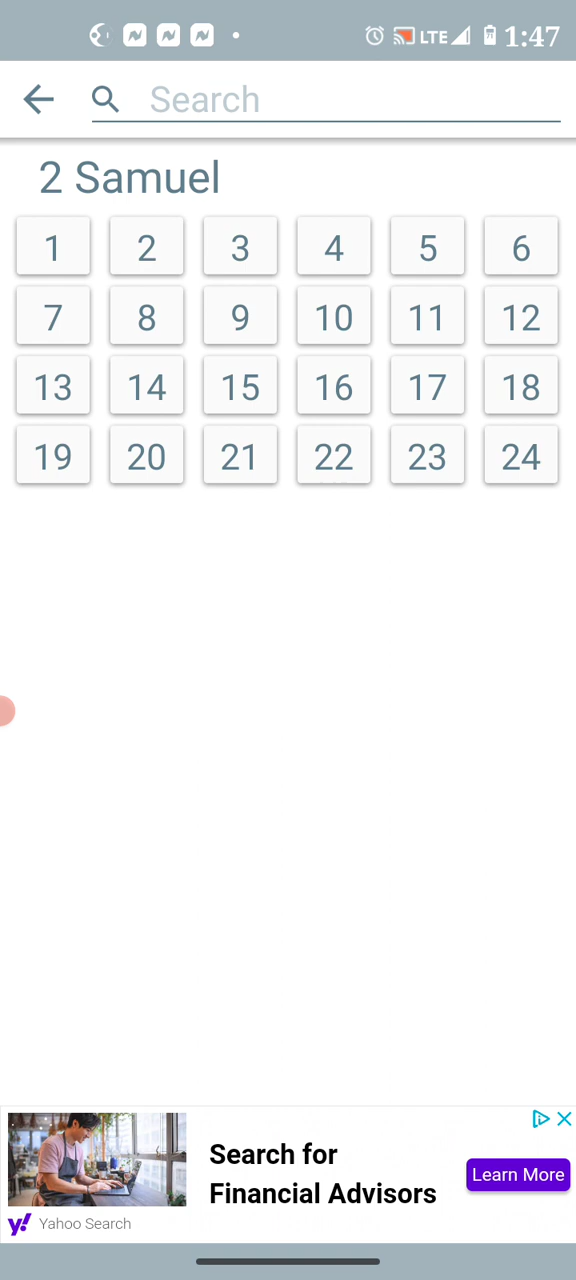 LTE 1:47
Search
2 Samuel
1 2 3 4 5 6
7 8 9 10 11 12
13 14 15 16 17 18
19 20 21 22 23 24
Search for
Financial Advisors
Learn More
y! Yahoo Search